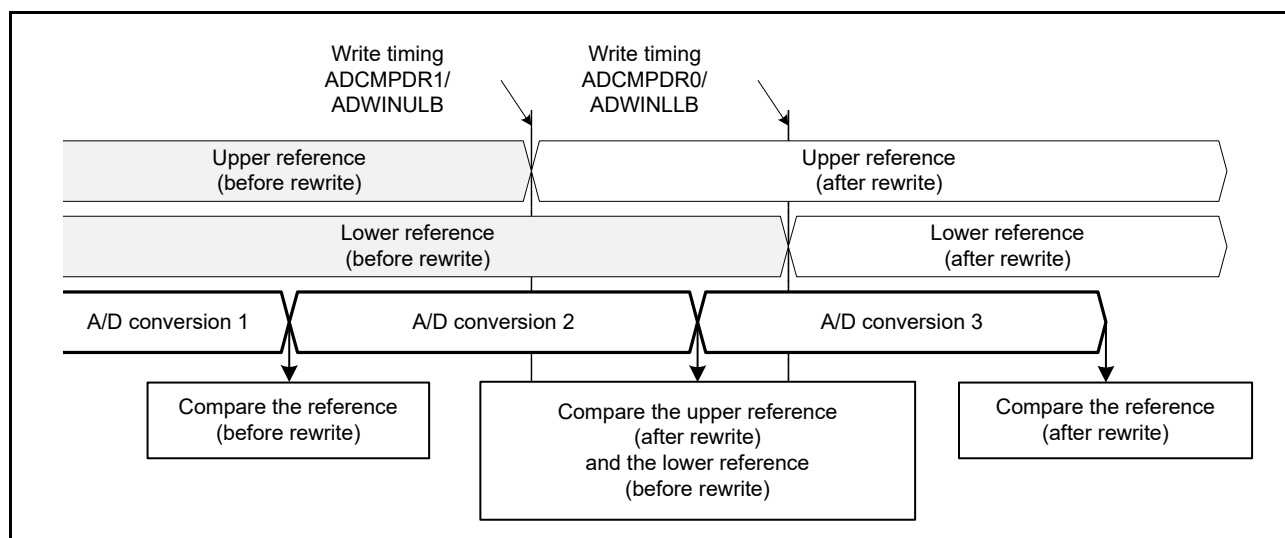 Write timing
ADCMPDR1/
ADWINULB
Write timing
ADCMPDR0/
ADWINLLB
Upper reference
(before rewrite)
Upper reference
(after rewrite)
Lower reference
(before rewrite)
Lower reference
(after rewrite)
A/D conversion 1
A/D conversion 2
A/D conversion 3
Compare the reference
(before rewrite)
Compare the upper reference
(after rewrite)
and the lower reference
(before rewrite)
Compare the reference
(after rewrite)